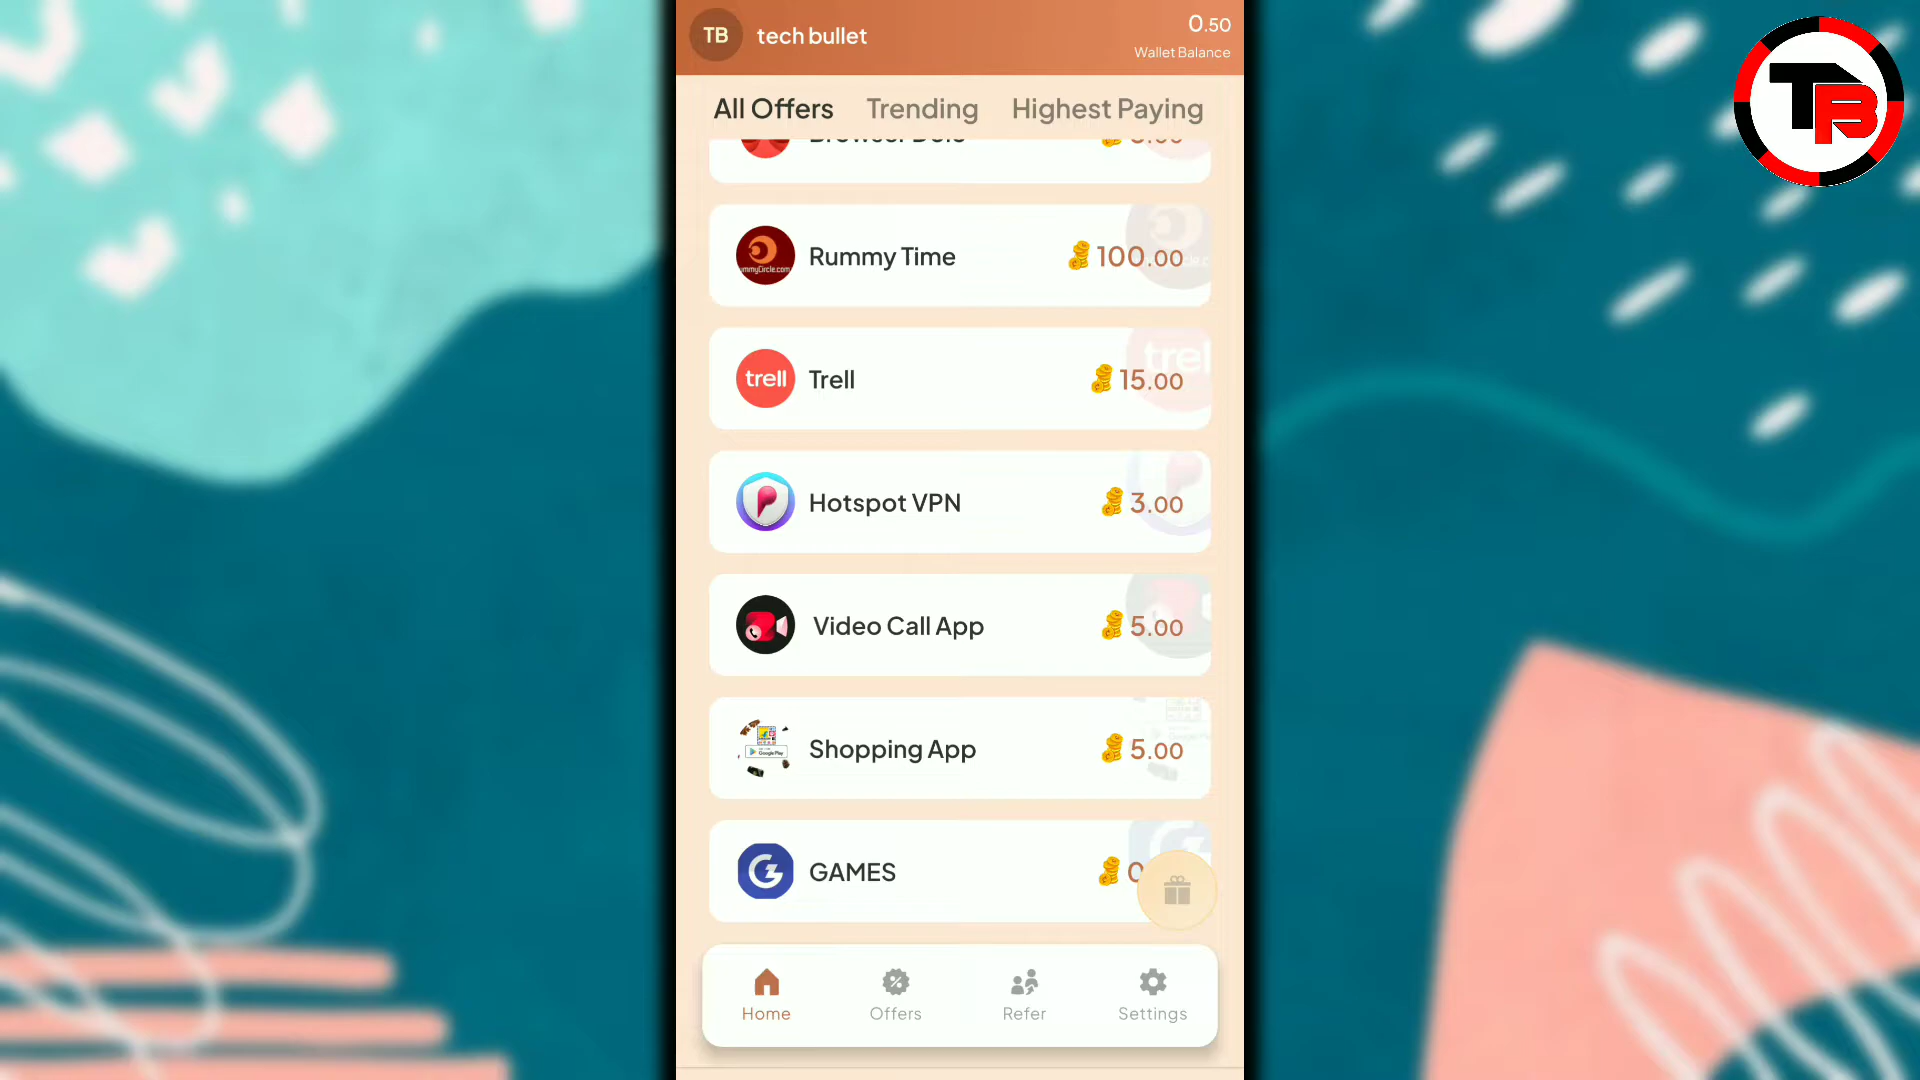 TB
tech bullet
0.50
Wallet Balance
TB
All Offers
Trending
Highest Paying
Rummy Time
100.00
trell
Trell
15.00
Hotspot VPN
3.00
Video Call App
5.00
Shopping App
5.00
GAMES
0
Home
Offers
Refer
Settings